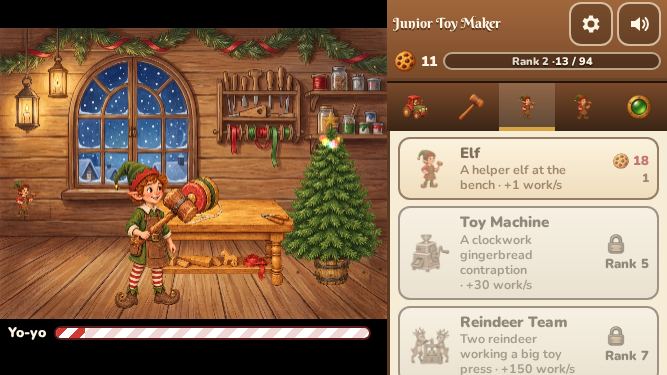 Junior Toy Maker
11
Rank 2 · 13 / 94
Elf
A helper elf at the
bench · +1 work/s
18
1
Toy Machine
A clockwork
gingerbread
contraption
· +30 work/s
Rank 5
Reindeer Team
Two reindeer
working a big toy
press · +150 work/s
Rank 7
Yo-yo